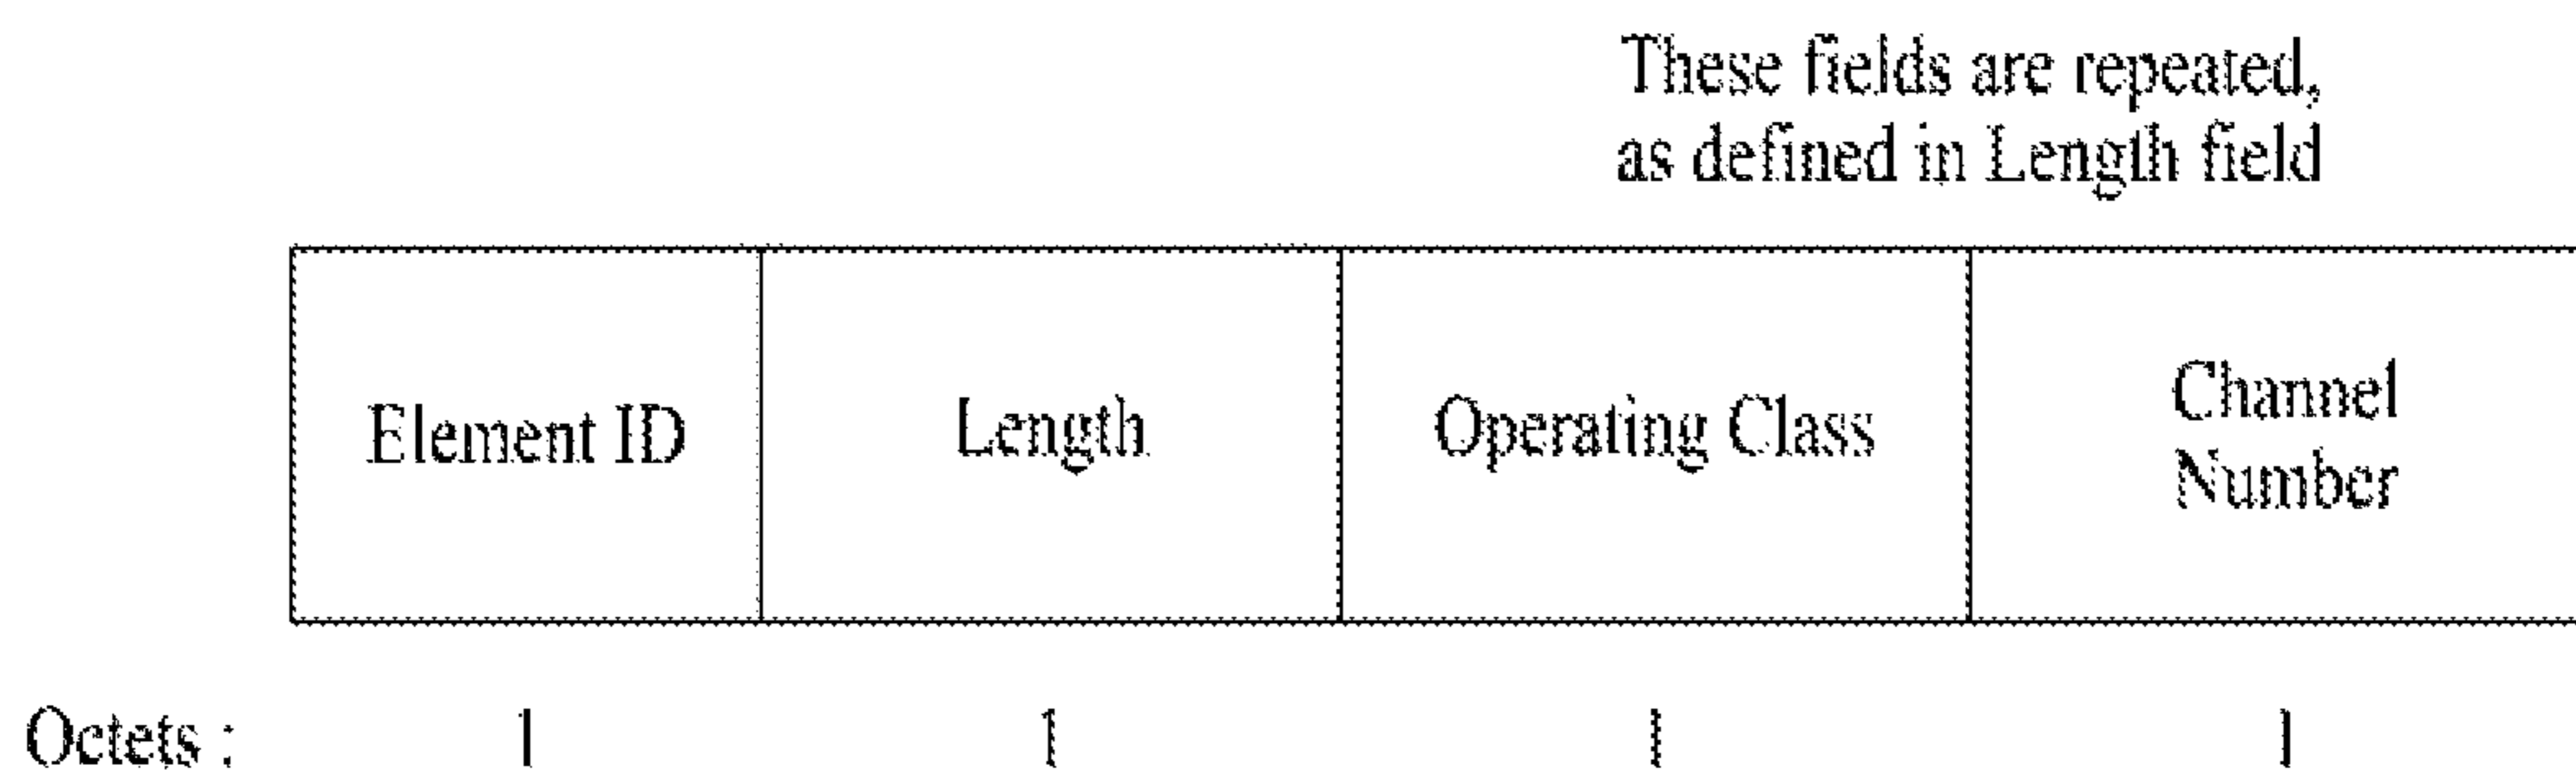 These fields are repeated,
as defined in Length field
Element ID
Length
Operating Class
Channel
Number
Octets : 1 1 1 1